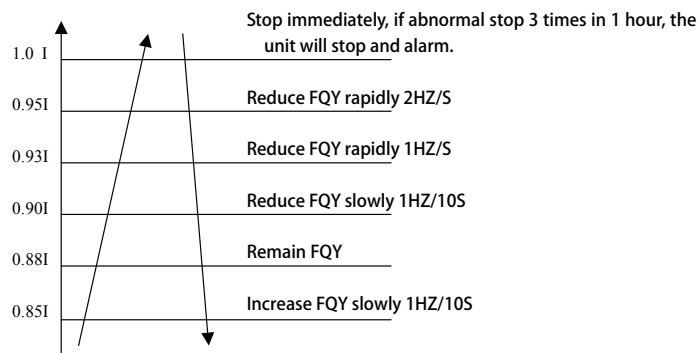 Stop immediately, if abnormal stop 3 times in 1 hour, the
unit will stop and alarm.
1.0 I
Reduce FQY rapidly 2HZ/S
0.95I
Reduce FQY rapidly 1HZ/S
0.93I
Reduce FQY slowly 1HZ/10S
0.90I
Remain FQY
0.88I
Increase FQY slowly 1HZ/10S
0.85I